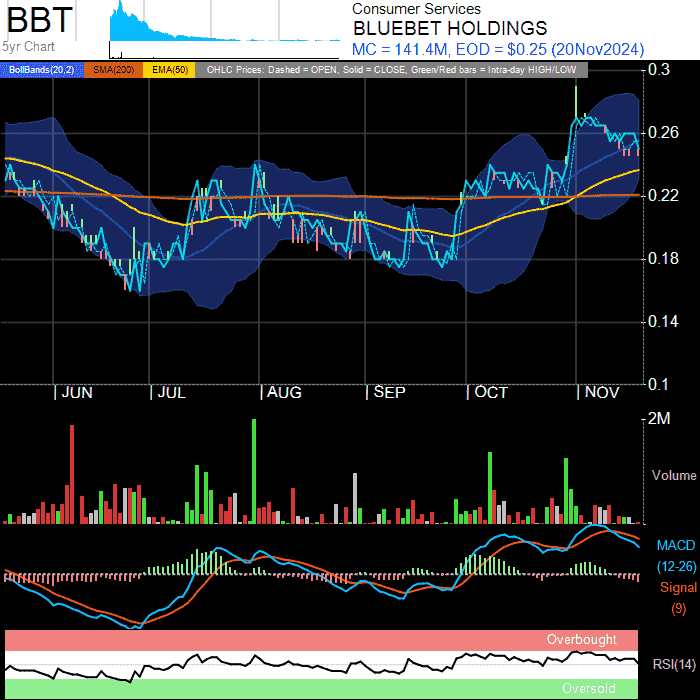 BBT
5yr Chart
Consumer Services
BLUEBET HOLDINGS
MC = 141.4M, EOD = $0.25 (20Nov2024)
BollBands(20,2) SMA(200) EMA(50) OHLC Prices: Dashed = OPEN, Solid = CLOSE, Green/Red bars = Intra-day HIGH/LOW
0.3
0.26
0.22
0.18
0.14
0.1
JUN JUL AUG SEP OCT NOV
2M
Volume
MACD
(12-26)
Signal
(9)
Overbought
RSI(14)
Oversold